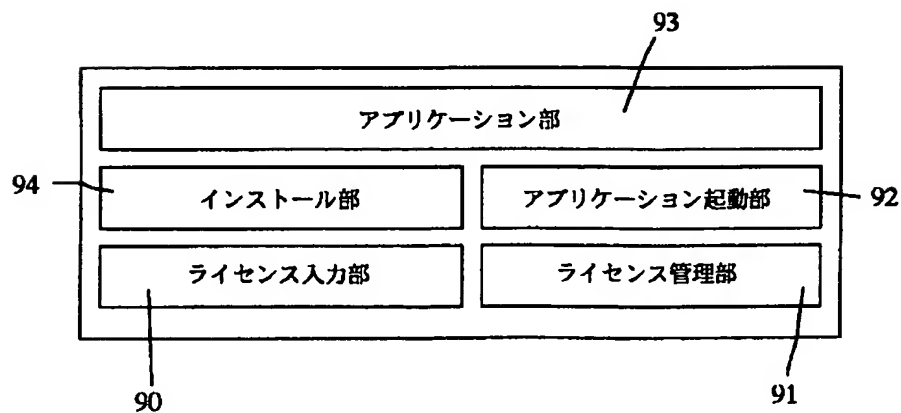 93
アプリケーション部
94
インストール部
アプリケーション起動部
92
ライセンス入力部
ライセンス管理部
90
91